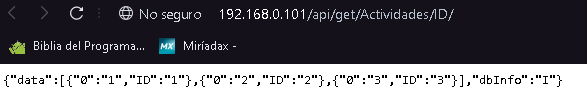 No seguro 192.168.0.101/api/get/Actividades/ID/
Biblia del Programa... MX Miríadax -
{"data":[{"0":"1","ID":"1"},{"0":"2","ID":"2"},{"0":"3","ID":"3"}],"dbInfo":"I"}